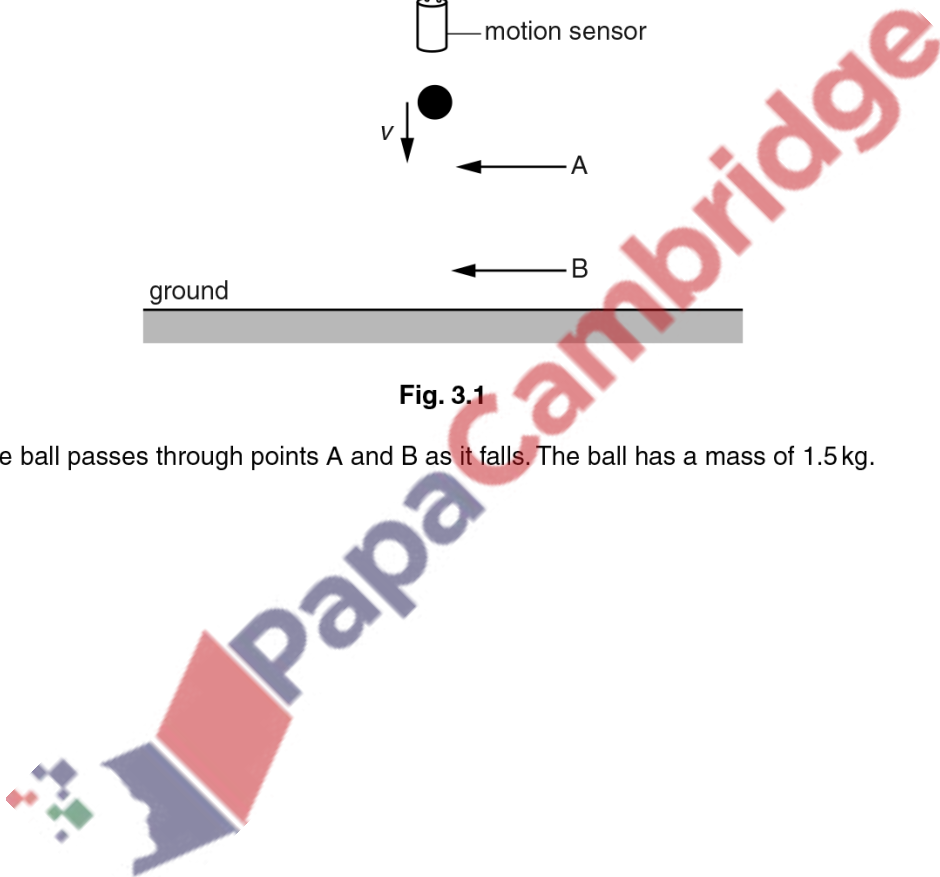 motion sensor
v
A
B
ground
Fig. 3.1
e ball passes through points A and B as it falls. The ball has a mass of 1.5 kg.
PapaCambridge